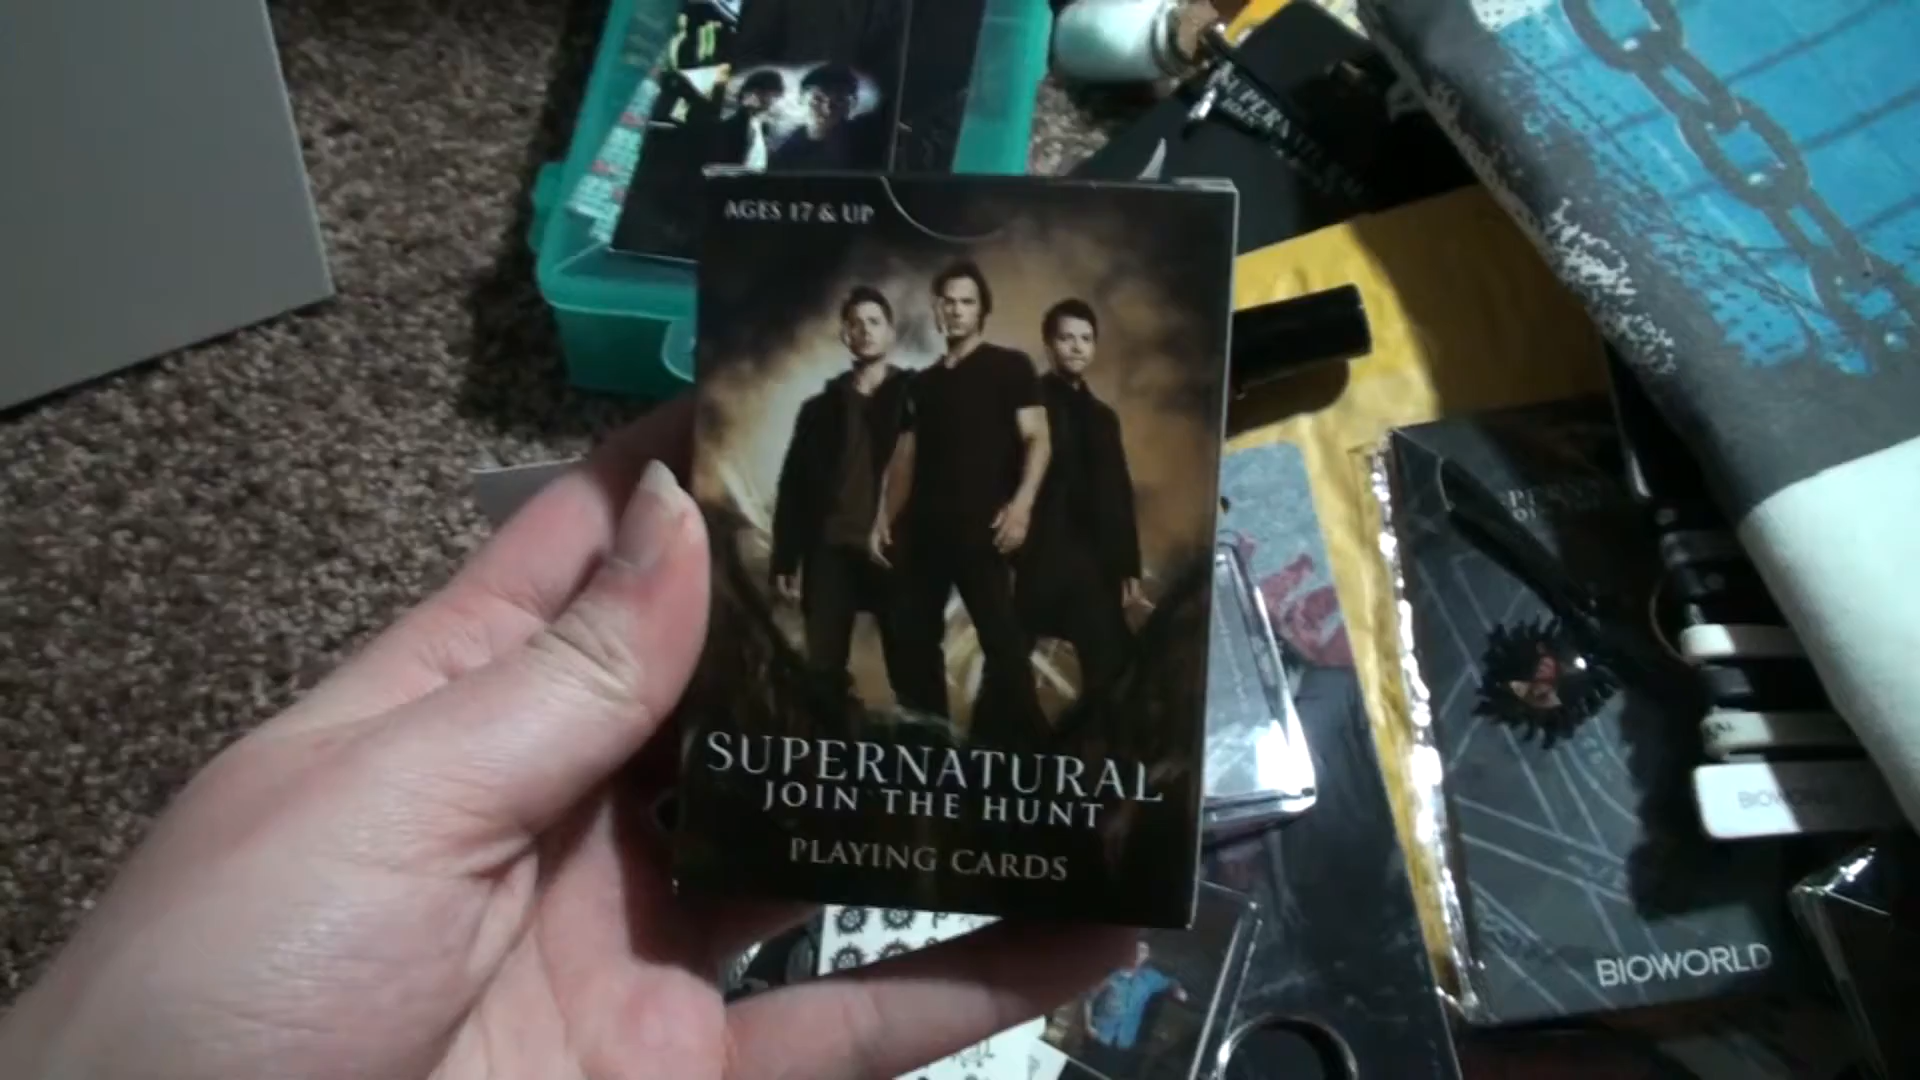 AGES 17 & UP
SUPERNATURAL
JOIN THE HUNT
PLAYING CARDS
BIOWORLD